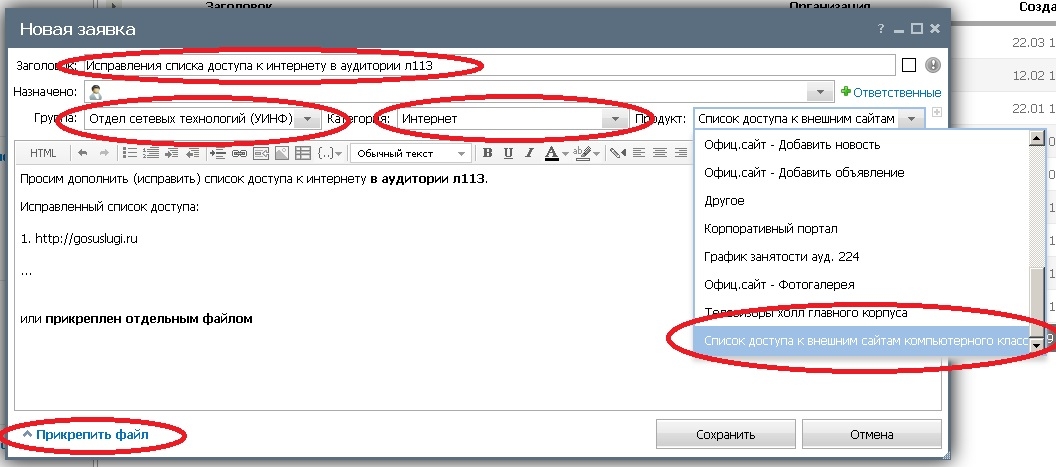 Заголовок
Организация
Созда
Новая заявка
?
Заголовок: Исправления списка доступа к интернету в аудитории л113
22.03 1
Назначено:
Ответственные
12.02 1
Группа: Отдел сетевых технологий (УИНФ) Категория: Интернет Продукт: Список доступа к внешним сайтам
22.01 1
HTML Обычный текст B U I A ab
Офиц.сайт - Добавить новость
Просим дополнить (исправить) список доступа к интернету в аудитории л113.
Офиц.сайт - Добавить объявление
Исправленный список доступа:
Другое
1. http://gosuslugi.ru
Корпоративный портал
...
График занятости ауд. 224
Офиц.сайт - Фотогалерея
или прикреплен отдельным файлом
Телевизоры холл главного корпуса
Список доступа к внешним сайтам компьютерного класс
Прикрепить файл
Сохранить
Отмена